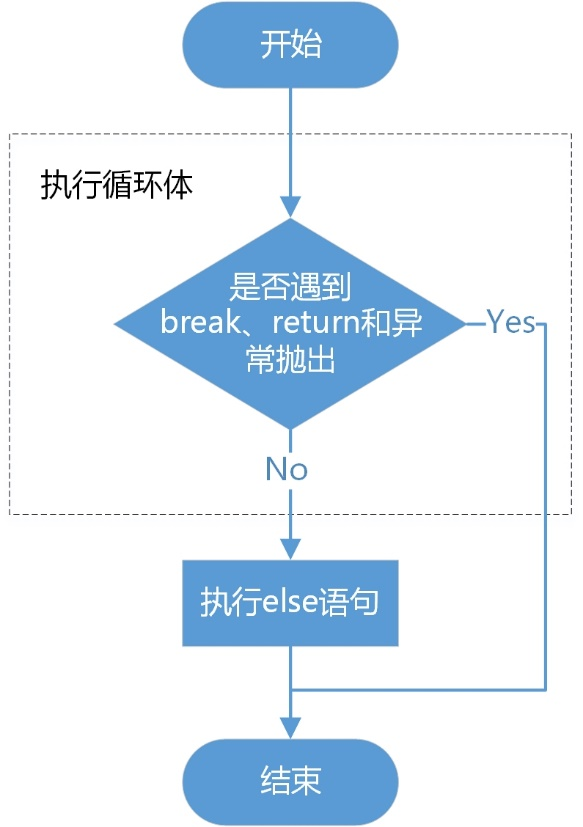 开始
执行循环体
是否遇到
break、return和异
常抛出
Yes
No
执行else语句
结束